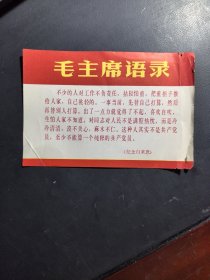 毛主席语录
不少的人对工作不负责任，拈轻怕重，把重担子推
给人家，自己挑轻的。一事当前，先替自己打算，然后
再替别人打算。出了一点力就觉得了不起，喜欢自吹，
生怕人家不知道。对同志对人民不是满腔热忱，而是冷
冷清清，漠不关心，麻木不仁。这种人其实不是共产党
员，至少不能算一个纯粹的共产党员。
《纪念白求恩》